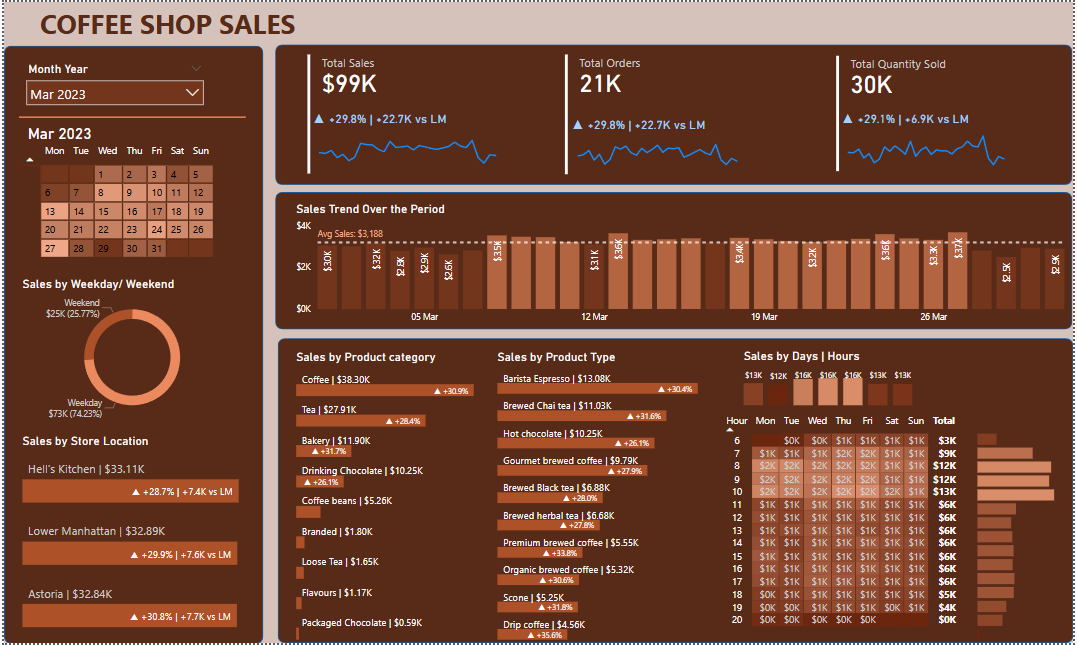 COFFEE SHOP SALES
Month Year
Mar 2023
Mar 2023
Mon Tue Wed Thu Fri Sat Sun
1 2 3 4 5
6 7 8 9 10 11 12
13 14 15 16 17 18 19
20 21 22 23 24 25 26
27 28 29 30 31
Sales by Weekday/ Weekend
Weekend
$25K (25.77%)
Weekday
$73K (74.23%)
Sales by Store Location
Hell's Kitchen | $33.11K
▲ +28.7% | +7.4K vs LM
Lower Manhattan | $32.89K
▲ +29.9% | +7.6K vs LM
Astoria | $32.84K
▲ +30.8% | +7.7K vs LM
Total Sales
$99K
▲ +29.8% | +22.7K vs LM
Total Orders
21K
▲ +29.8% | +22.7K vs LM
Total Quantity Sold
30K
▲ +29.1% | +6.9K vs LM
Sales Trend Over the Period
$4K
Avg Sales: $3,188
$2K
$0K
$3.0K $3.2K $2.8K $2.9K $2.6K $3.5K $3.1K $3.6K $3.4K $3.2K $3.6K $3.3K $3.7K $2.5K $2.9K
05 Mar 12 Mar 19 Mar 26 Mar
Sales by Product category
Coffee | $38.30K
▲ +30.9%
Tea | $27.91K
▲ +28.4%
Bakery | $11.90K
▲ +31.7%
Drinking Chocolate | $10.25K
▲ +26.1%
Coffee beans | $5.26K
Branded | $1.80K
Loose Tea | $1.65K
Flavours | $1.17K
Packaged Chocolate | $0.59K
Sales by Product Type
Barista Espresso | $13.08K
▲ +30.4%
Brewed Chai tea | $11.03K
▲ +31.6%
Hot chocolate | $10.25K
▲ +26.1%
Gourmet brewed coffee | $9.79K
▲ +27.9%
Brewed Black tea | $6.88K
▲ +28.0%
Brewed herbal tea | $6.68K
▲ +27.8%
Premium brewed coffee | $5.55K
▲ +33.8%
Organic brewed coffee | $5.32K
▲ +30.6%
Scone | $5.25K
▲ +31.8%
Drip coffee | $4.56K
▲ +35.6%
Sales by Days | Hours
$13K $12K $16K $16K $16K $13K $13K
Hour Mon Tue Wed Thu Fri Sat Sun Total
6 $0K $0K $1K $1K $1K $1K $3K
7 $1K $1K $1K $2K $2K $1K $1K $9K
8 $2K $2K $2K $2K $2K $1K $1K $12K
9 $2K $2K $2K $2K $2K $1K $1K $12K
10 $2K $2K $2K $2K $2K $1K $1K $13K
11 $1K $1K $1K $1K $1K $1K $1K $6K
12 $1K $1K $1K $1K $1K $1K $1K $6K
13 $1K $1K $1K $1K $1K $1K $1K $6K
14 $1K $1K $1K $1K $1K $1K $1K $6K
15 $1K $1K $1K $1K $1K $1K $1K $6K
16 $1K $1K $1K $1K $1K $1K $1K $6K
17 $1K $1K $1K $1K $1K $1K $1K $6K
18 $0K $0K $1K $1K $1K $1K $1K $5K
19 $0K $0K $1K $1K $1K $0K $1K $4K
20 $0K $0K $0K $0K $0K $0K